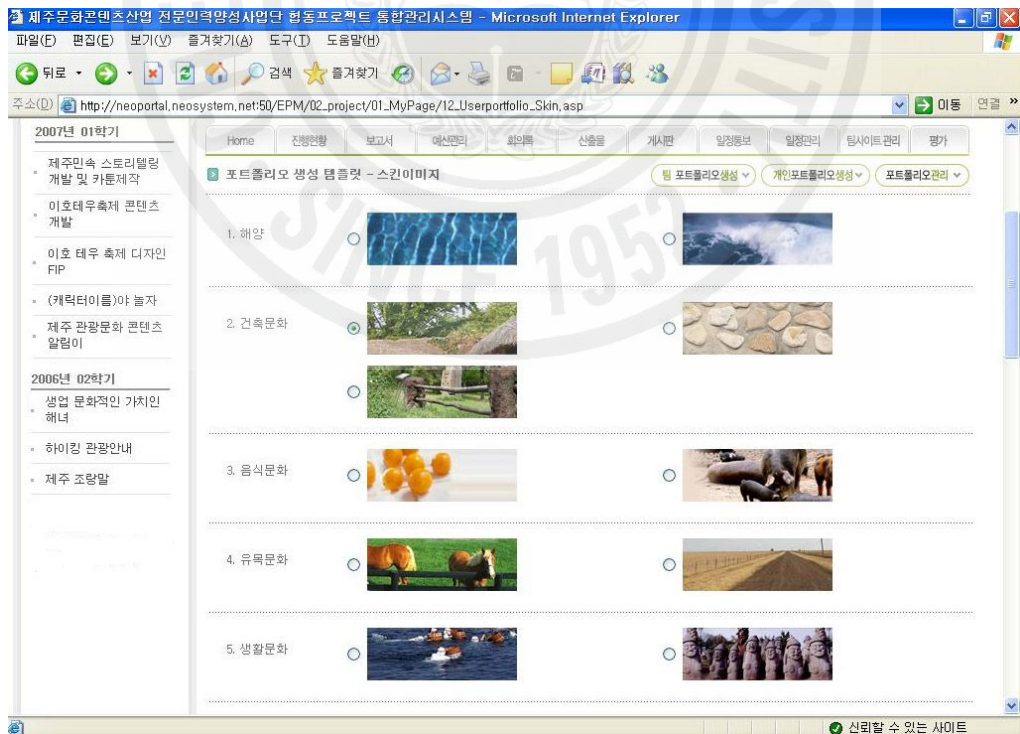 제주문화콘텐츠산업 전문인력양성사업단 협동프로젝트 통합관리시스템 - Microsoft Internet Explorer
파일(F) 편집(E) 보기(V) 즐겨찾기(A) 도구(T) 도움말(H)
뒤로 검색 즐겨찾기
주소(D) http://neoportal.neosystem.net:50/EPM/02_project/01_MyPage/12_Userportfolio_Skin.asp 이동 연결 »
2007년 01학기
제주민속 스토리텔링
개발 및 카툰제작
이호테우축제 콘텐츠
개발
이호 테우 축제 디자인
FIP
(캐릭터이름)야 놀자
제주 관광문화 콘텐츠
알림이
2006년 02학기
생업 문화적인 가치인
해녀
하이킹 관광안내
제주 조랑말
Home 진행현황 보고서 예산관리 회의록 산출물 게시판 일정통보 일정관리 팀사이트관리 평가
포트폴리오 생성 템플릿 - 스킨이미지 팀 포트폴리오생성 개인포트폴리오생성 포트폴리오관리
1. 해양
2. 건축문화
3. 음식문화
4. 유목문화
5. 생활문화
신뢰할 수 있는 사이트
SINCE 1952